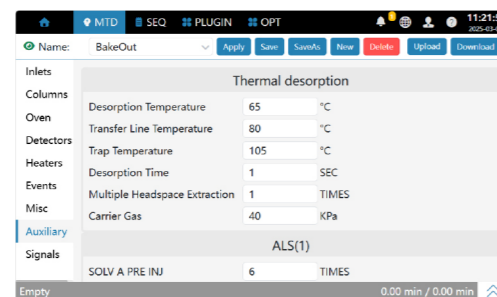 MTD SEQ PLUGIN OPT 11:21:5
2025-03-
Name: BakeOut Apply Save SaveAs New Delete Upload Download
Inlets
Columns
Oven
Detectors
Heaters
Events
Misc
Auxiliary
Signals
Thermal desorption
Desorption Temperature 65 °C
Transfer Line Temperature 80 °C
Trap Temperature 105 °C
Desorption Time 1 SEC
Multiple Headspace Extraction 1 TIMES
Carrier Gas 40 KPa
ALS(1)
SOLV A PRE INJ 6 TIMES
Empty 0.00 min / 0.00 min